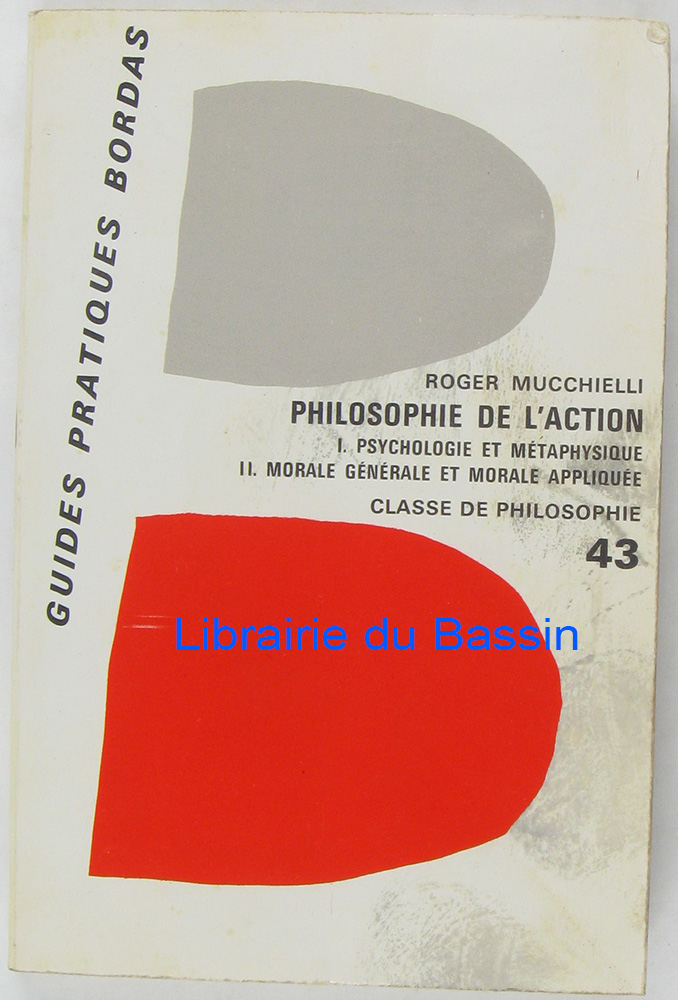 GUIDES PRATIQUES BORDAS
ROGER MUCCHIELLI
PHILOSOPHIE DE L'ACTION
I. PSYCHOLOGIE ET MÉTAPHYSIQUE
II. MORALE GÉNÉRALE ET MORALE APPLIQUÉE
CLASSE DE PHILOSOPHIE
43
Librairie du Bassin